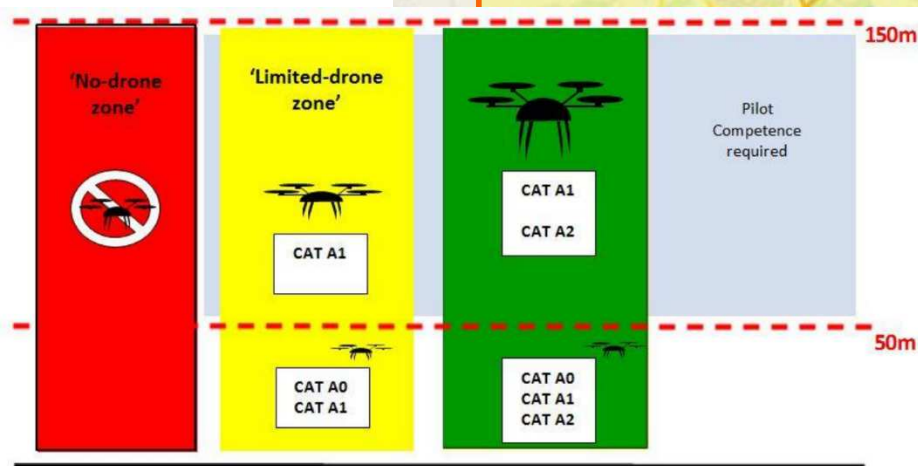 150m
'No-drone
zone'
'Limited-drone
zone'
Pilot
Competence
required
CAT A1
CAT A1
CAT A2
50m
CAT A0
CAT A1
CAT A0
CAT A1
CAT A2